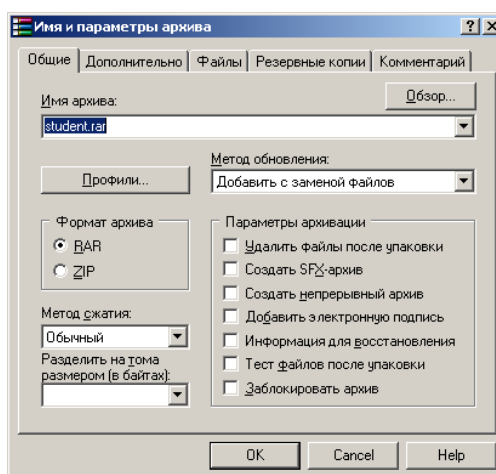 Имя и параметры архива
Общие Дополнительно Файлы Резервные копии Комментарий
Имя архива:
Обзор...
student.rar
Метод обновления:
Профили...
Добавить с заменой файлов
Формат архива
RAR
ZIP
Параметры архивации
Удалить файлы после упаковки
Создать SFX-архив
Создать непрерывный архив
Добавить электронную подпись
Информация для восстановления
Тест файлов после упаковки
Заблокировать архив
Метод сжатия:
Обычный
Разделить на тома
размером (в байтах):
OK Cancel Help